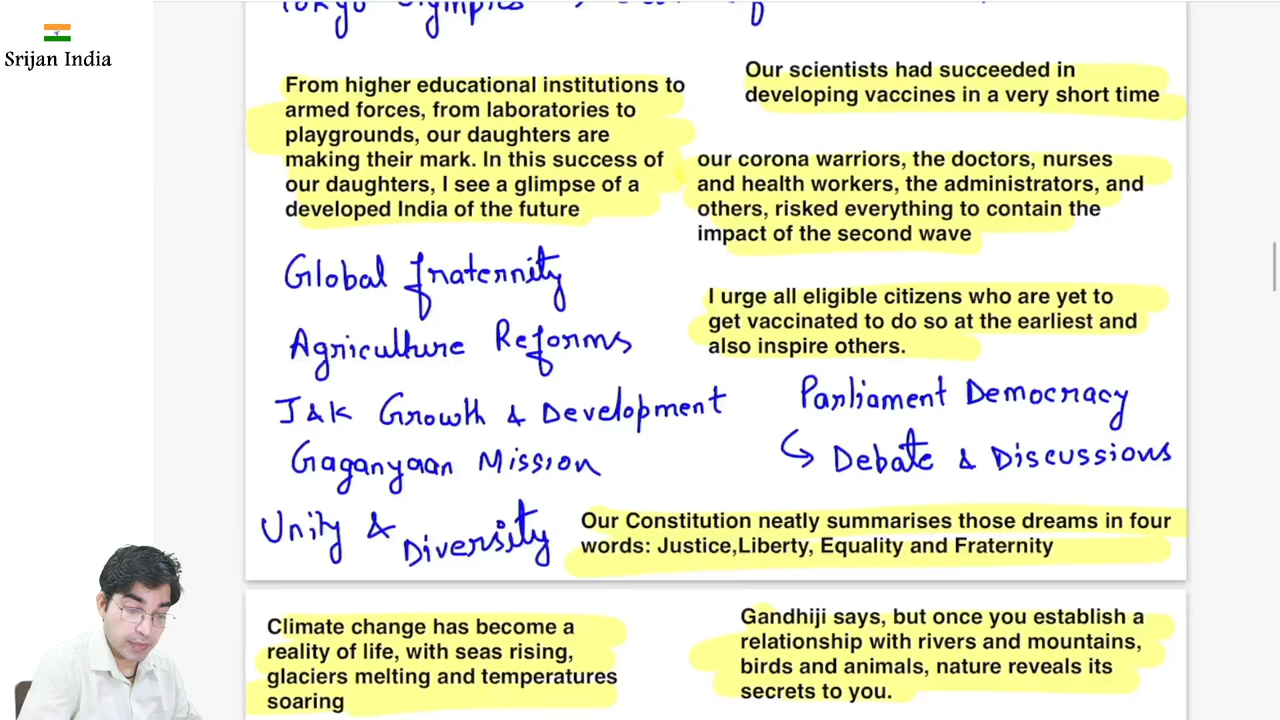 Srijan India
Tokyo Olympics
From higher educational institutions to
armed forces, from laboratories to
playgrounds, our daughters are
making their mark. In this success of
our daughters, I see a glimpse of a
developed India of the future
Our scientists had succeeded in
developing vaccines in a very short time
our corona warriors, the doctors, nurses
and health workers, the administrators, and
others, risked everything to contain the
impact of the second wave
Global fraternity
Agriculture Reforms
J&K Growth & Development
Gaganyaan Mission
Unity & Diversity
I urge all eligible citizens who are yet to
get vaccinated to do so at the earliest and
also inspire others.
Parliament Democracy
↳ Debate & Discussions
Our Constitution neatly summarises those dreams in four
words: Justice,Liberty, Equality and Fraternity
Climate change has become a
reality of life, with seas rising,
glaciers melting and temperatures
soaring
Gandhiji says, but once you establish a
relationship with rivers and mountains,
birds and animals, nature reveals its
secrets to you.